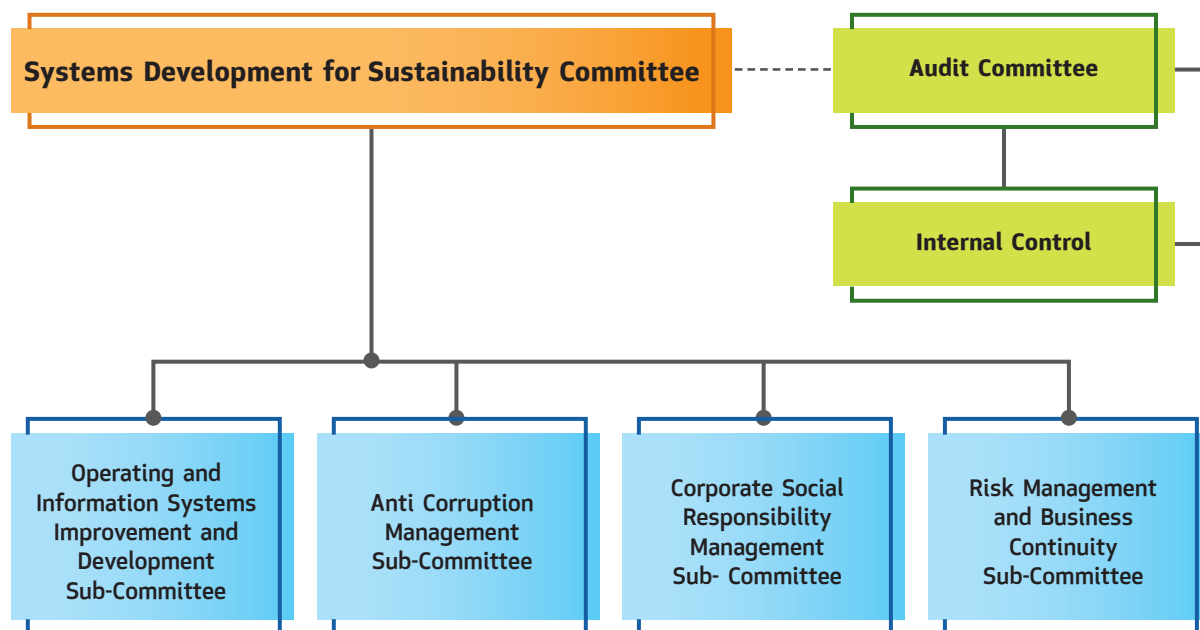 Systems Development for Sustainability Committee
Audit Committee
Internal Control
Operating and
Information Systems
Improvement and
Development
Sub-Committee
Anti Corruption
Management
Sub-Committee
Corporate Social
Responsibility
Management
Sub- Committee
Risk Management
and Business
Continuity
Sub-Committee